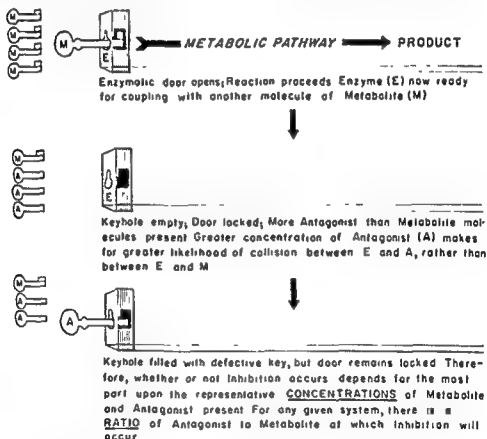 M
A
E
METABOLIC PATHWAY PRODUCT
Enzymolic door opens; Reaction proceeds Enzyme (E) now ready
for coupling with another molecule of Metabolite (M)
M
A
A
A
E
Keyhole empty; Door locked; More Antagonist than Metabolite mol-
ecules present Greater concentration of Antagonist (A) makes
for greater likelihood of collision between E and A, rather than
between E and M
M
A
A
A
Keyhole filled with defective key, but door remains locked There-
fore, whether or not Inhibition occurs depends for the most
part upon the representative CONCENTRATIONS of Metabolite
and Antagonist present For any given system, there is a
RATIO of Antagonist to Metabolite at which Inhibition will
occur